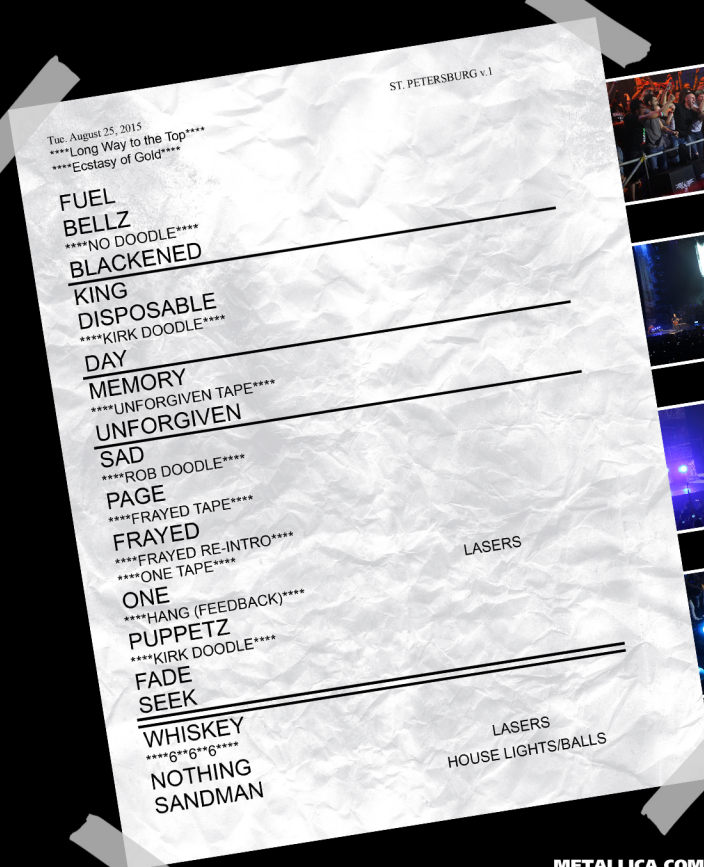 ST. PETERSBURG v.1
Tue. August 25, 2015
****Long Way to the Top****
****Ecstasy of Gold****
FUEL
BELLZ
****NO DOODLE****
BLACKENED
KING
DISPOSABLE
****KIRK DOODLE****
DAY
MEMORY
****UNFORGIVEN TAPE****
UNFORGIVEN
SAD
****ROB DOODLE****
PAGE
****FRAYED TAPE****
FRAYED
****FRAYED RE-INTRO****
****ONE TAPE****
LASERS
ONE
****HANG (FEEDBACK)****
PUPPETZ
****KIRK DOODLE****
FADE
SEEK
WHISKEY
****6**6**6****
LASERS
NOTHING
HOUSE LIGHTS/BALLS
SANDMAN
METALLICA.COM